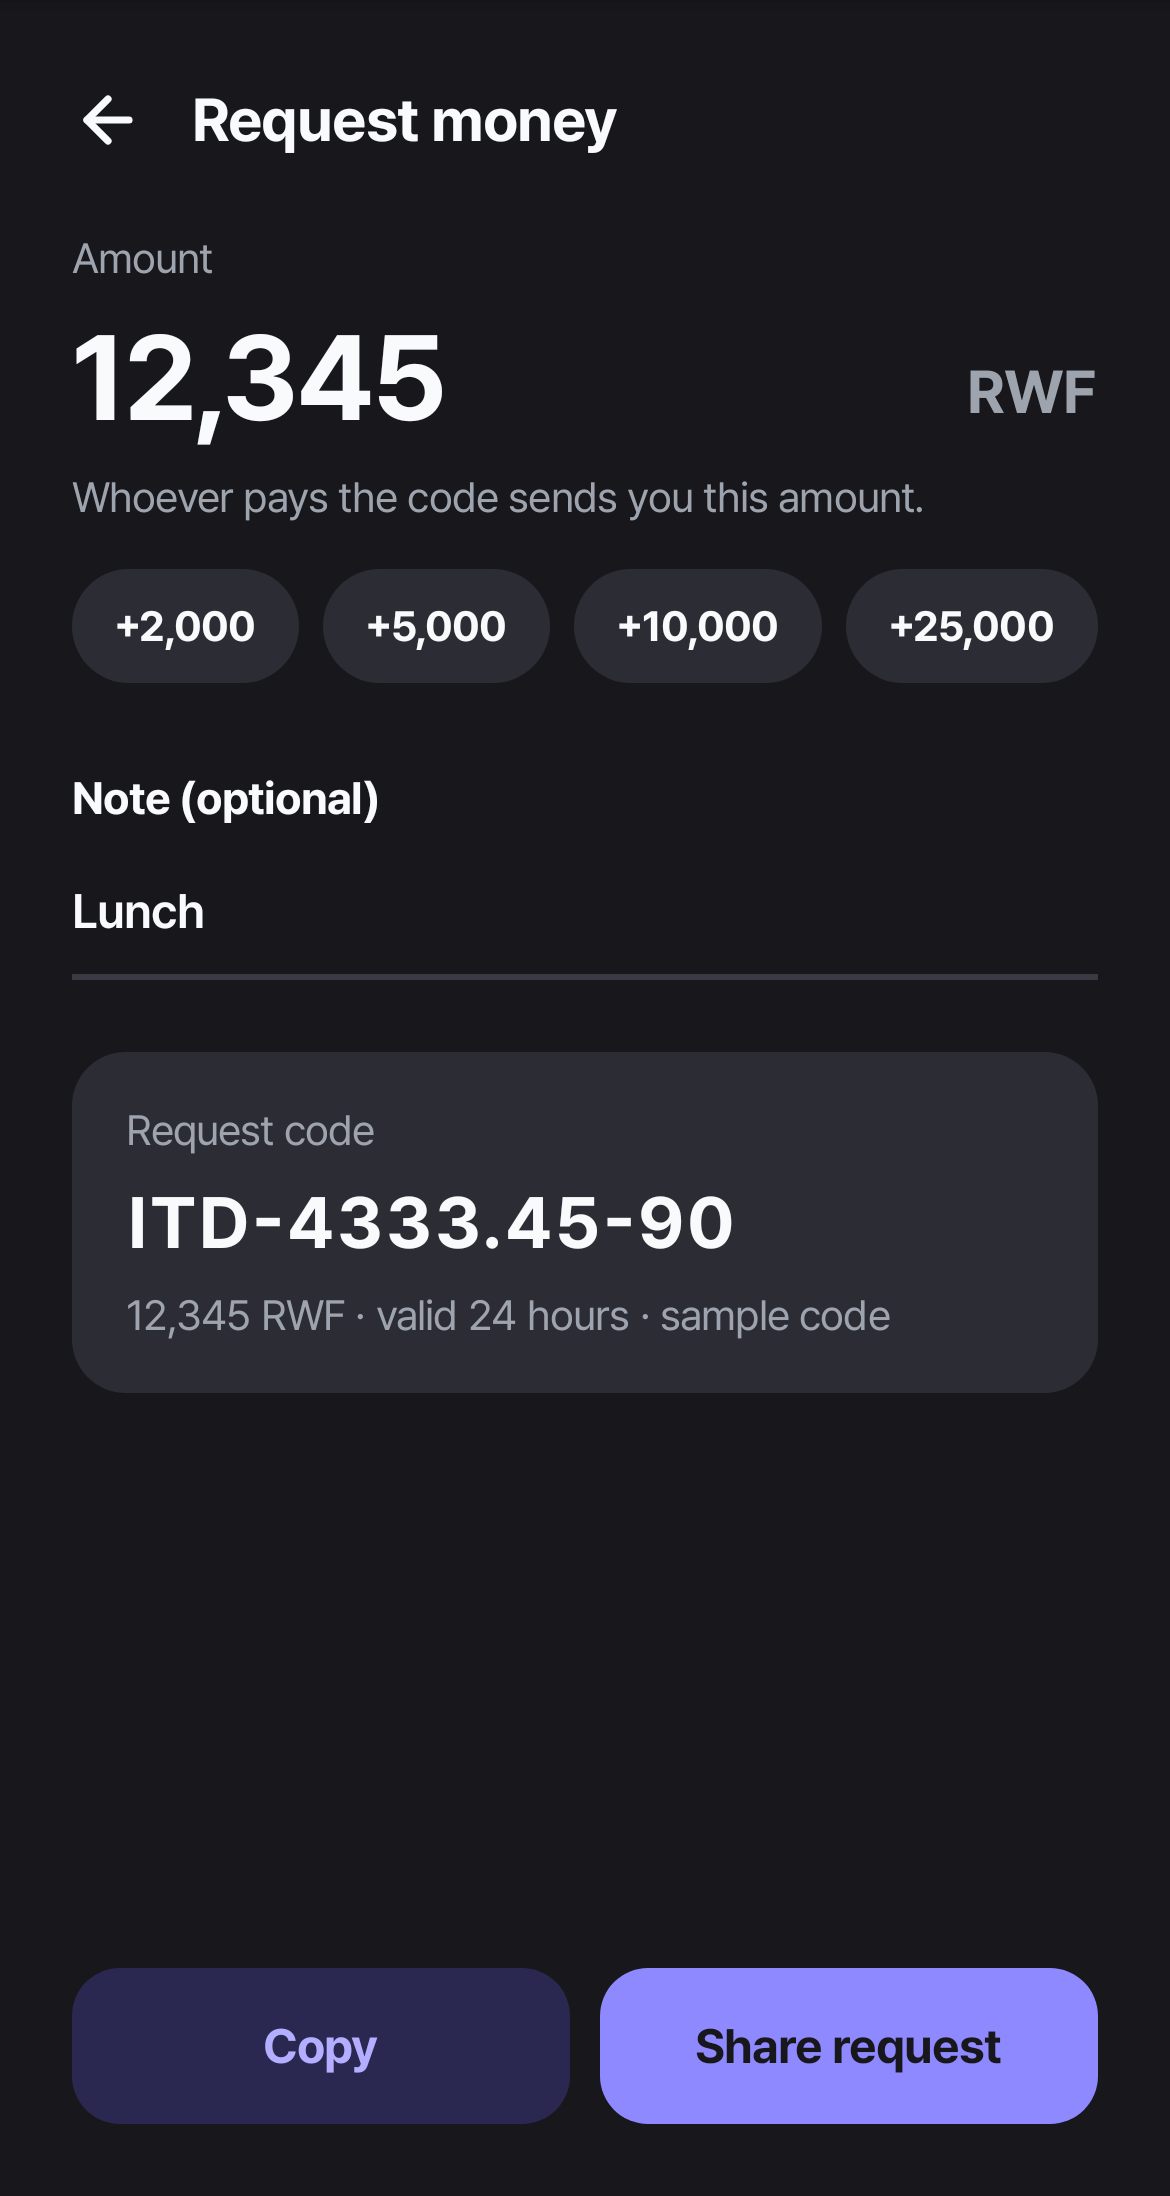 Request money
Amount
12,345
RWF
Whoever pays the code sends you this amount.
+2,000 +5,000 +10,000 +25,000
Note (optional)
Lunch
Request code
ITD-4333.45-90
12,345 RWF · valid 24 hours · sample code
Copy Share request